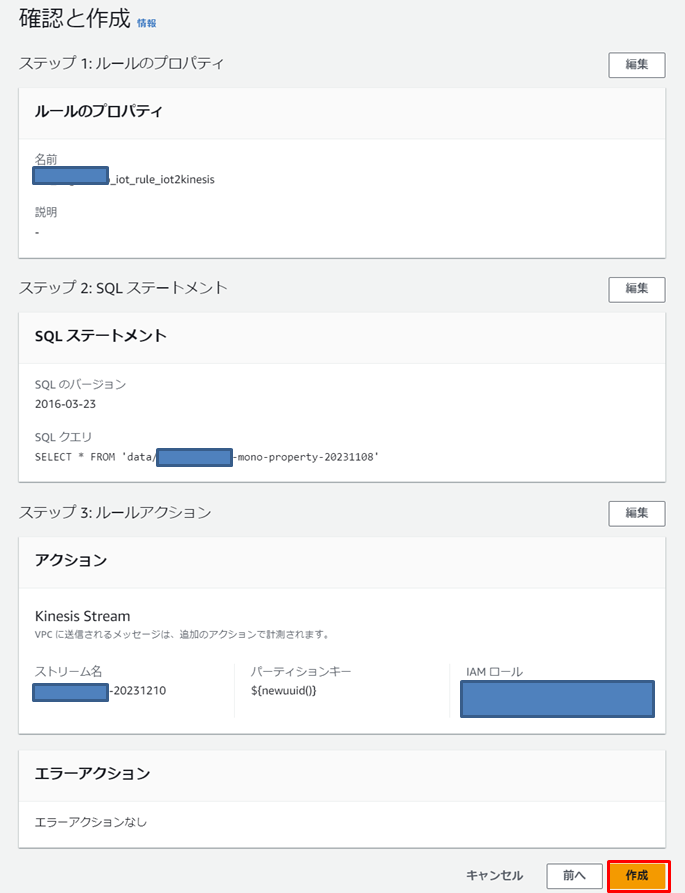 確認と作成 情報
ステップ 1: ルールのプロパティ
編集
ルールのプロパティ
名前
_iot_rule_iot2kinesis
説明
-
ステップ 2: SQL ステートメント
編集
SQL ステートメント
SQL のバージョン
2016-03-23
SQL クエリ
SELECT * FROM 'data/ -mono-property-20231108'
ステップ 3: ルールアクション
編集
アクション
Kinesis Stream
VPC に送信されるメッセージは、追加のアクションで計測されます。
ストリーム名 パーティションキー IAM ロール
-20231210 ${newuuid()}
エラーアクション
エラーアクションなし
キャンセル 前へ 作成